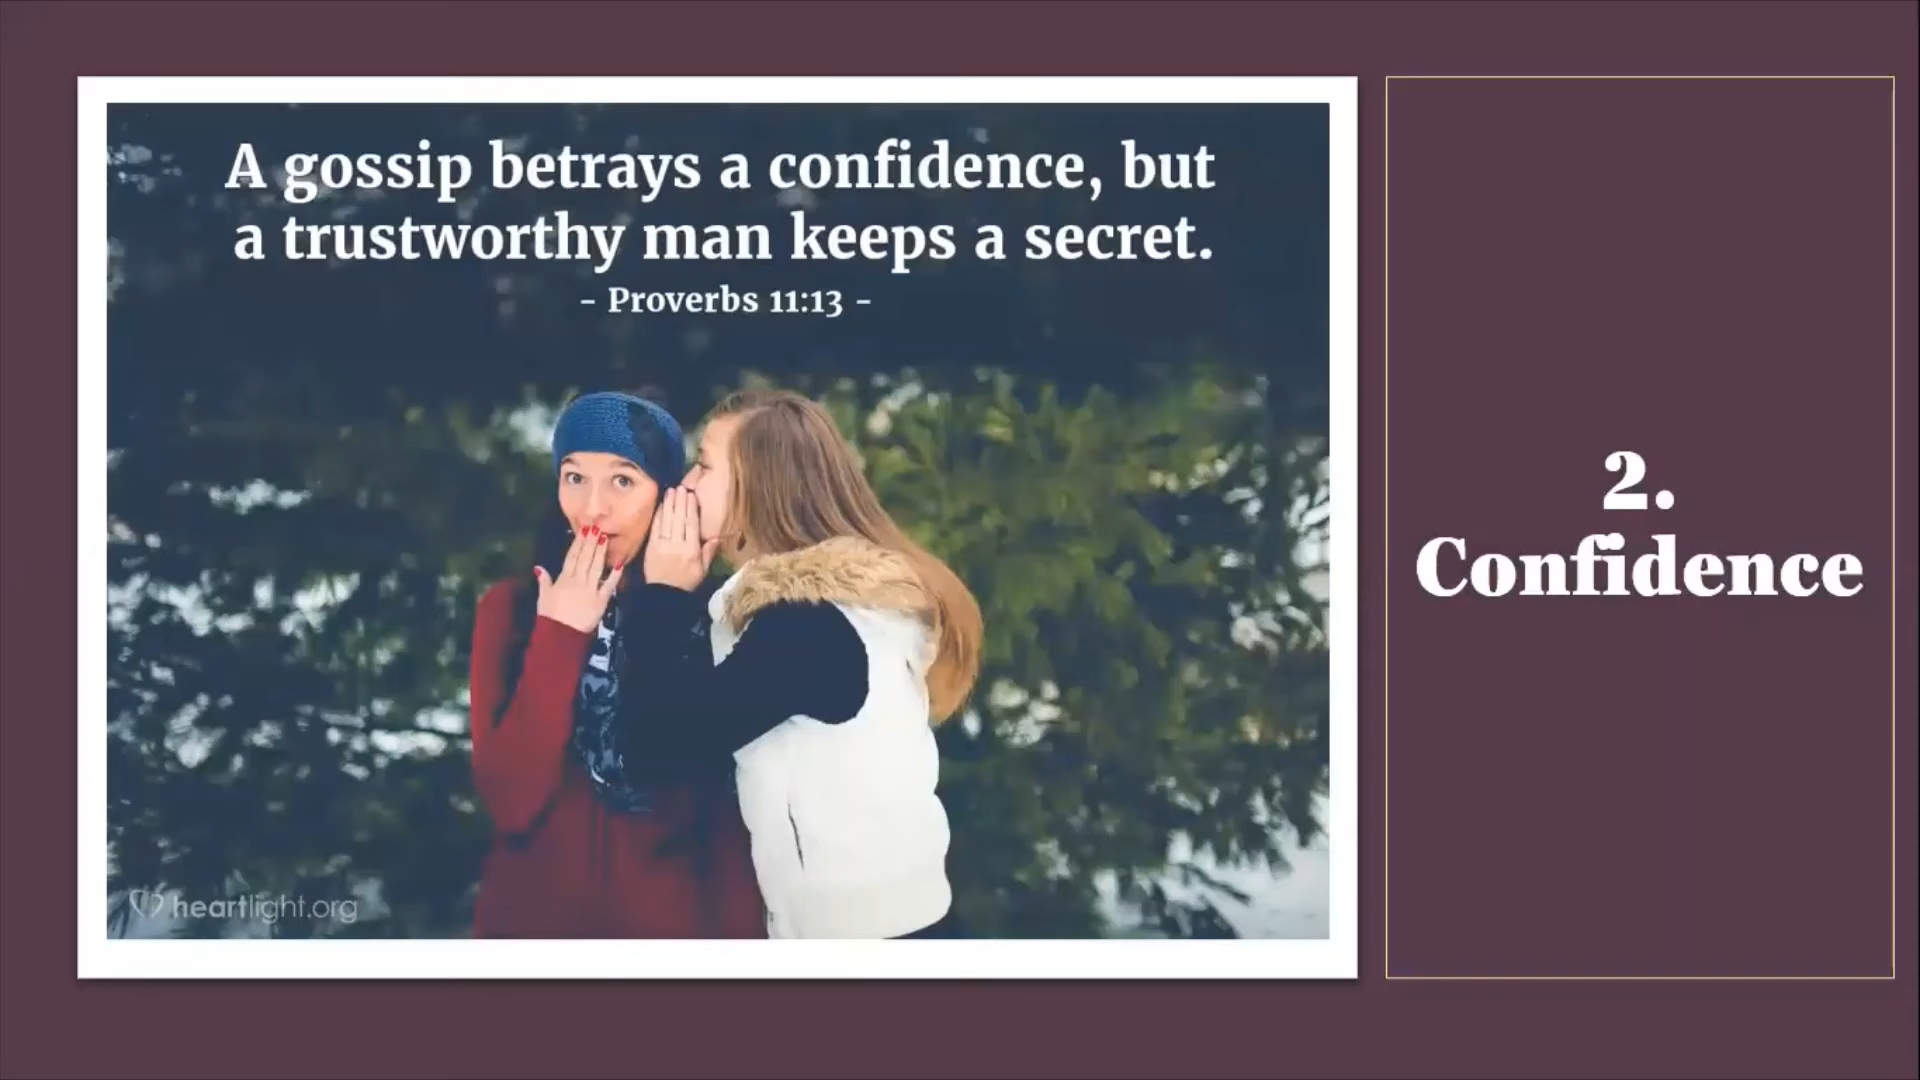 A gossip betrays a confidence, but
a trustworthy man keeps a secret.
- Proverbs 11:13 -
heartlight.org
2.
Confidence